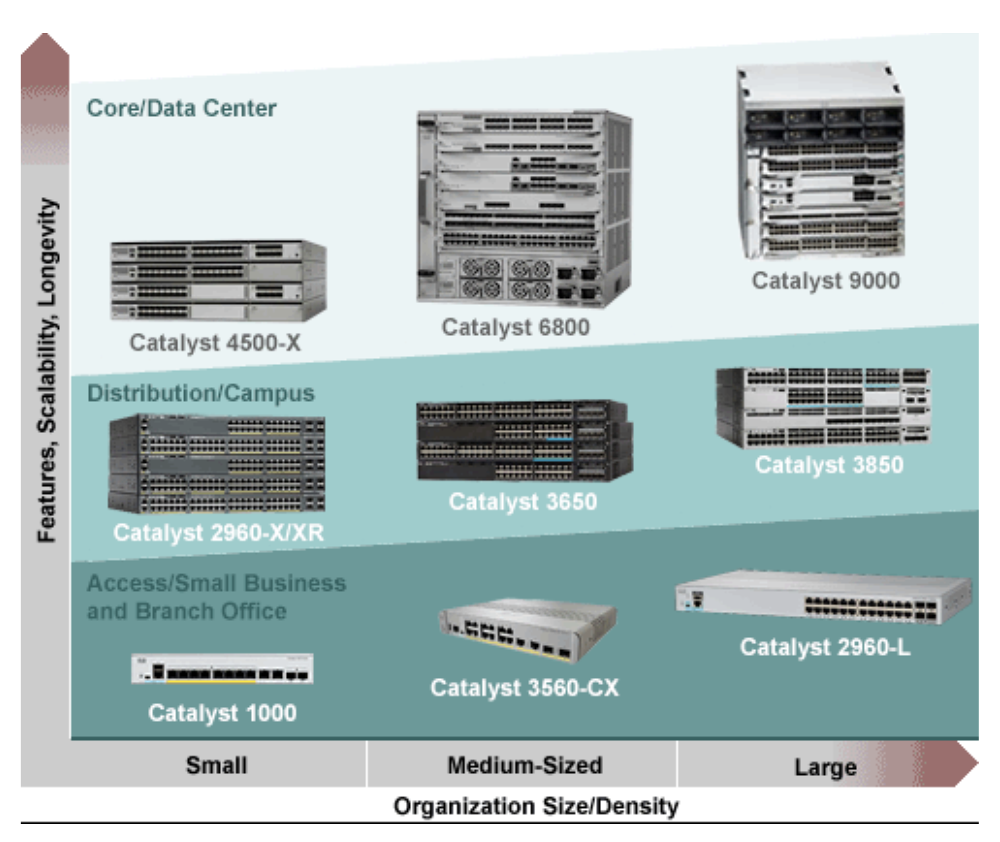 Features, Scalability, Longevity
Core/Data Center
Catalyst 4500-X
Catalyst 6800
Catalyst 9000
Distribution/Campus
Catalyst 2960-X/XR
Catalyst 3650
Catalyst 3850
Access/Small Business
and Branch Office
Catalyst 1000
Catalyst 3560-CX
Catalyst 2960-L
Small
Medium-Sized
Large
Organization Size/Density